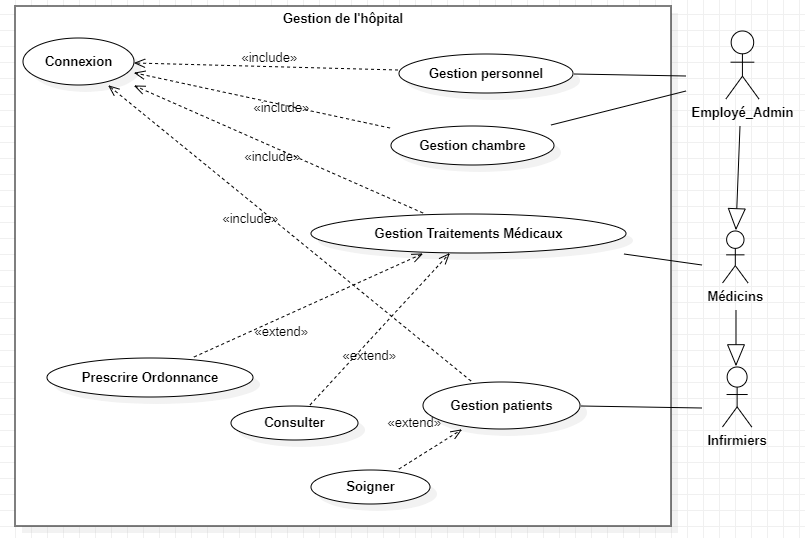 Gestion de l'hôpital
Connexion
«include»
Gestion personnel
Employé_Admin
«include»
Gestion chambre
«include»
«include»
Gestion Traitements Médicaux
Médicins
«extend»
«extend»
Prescrire Ordonnance
Gestion patients
Consulter
«extend»
Infirmiers
Soigner